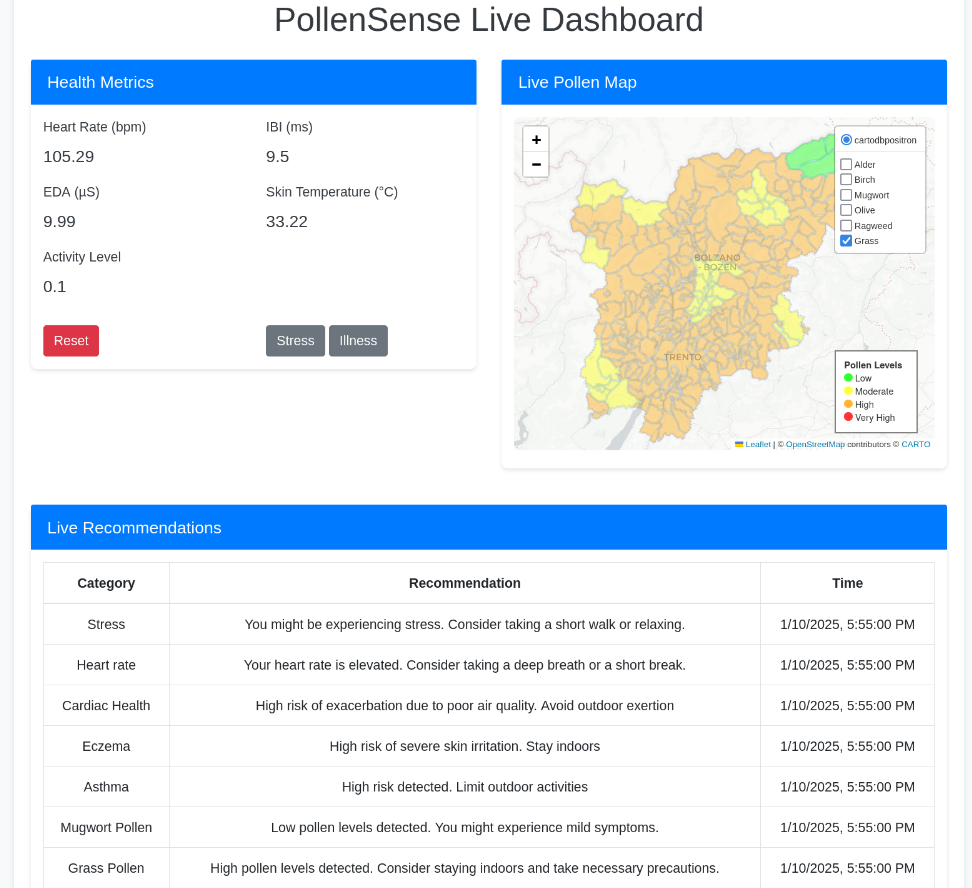 PollenSense Live Dashboard
Health Metrics
Heart Rate (bpm)
IBI (ms)
105.29
9.5
EDA (µS)
Skin Temperature (°C)
9.99
33.22
Activity Level
0.1
Reset
Stress
Illness
Live Pollen Map
+
−
cartodbpositron
Alder
Birch
Mugwort
Olive
Ragweed
Grass
BOLZANO
- BOZEN
TRENTO
Pollen Levels
Low
Moderate
High
Very High
Leaflet | © OpenStreetMap contributors © CARTO
Live Recommendations
Category Recommendation Time
Stress You might be experiencing stress. Consider taking a short walk or relaxing. 1/10/2025, 5:55:00 PM
Heart rate Your heart rate is elevated. Consider taking a deep breath or a short break. 1/10/2025, 5:55:00 PM
Cardiac Health High risk of exacerbation due to poor air quality. Avoid outdoor exertion 1/10/2025, 5:55:00 PM
Eczema High risk of severe skin irritation. Stay indoors 1/10/2025, 5:55:00 PM
Asthma High risk detected. Limit outdoor activities 1/10/2025, 5:55:00 PM
Mugwort Pollen Low pollen levels detected. You might experience mild symptoms. 1/10/2025, 5:55:00 PM
Grass Pollen High pollen levels detected. Consider staying indoors and take necessary precautions. 1/10/2025, 5:55:00 PM